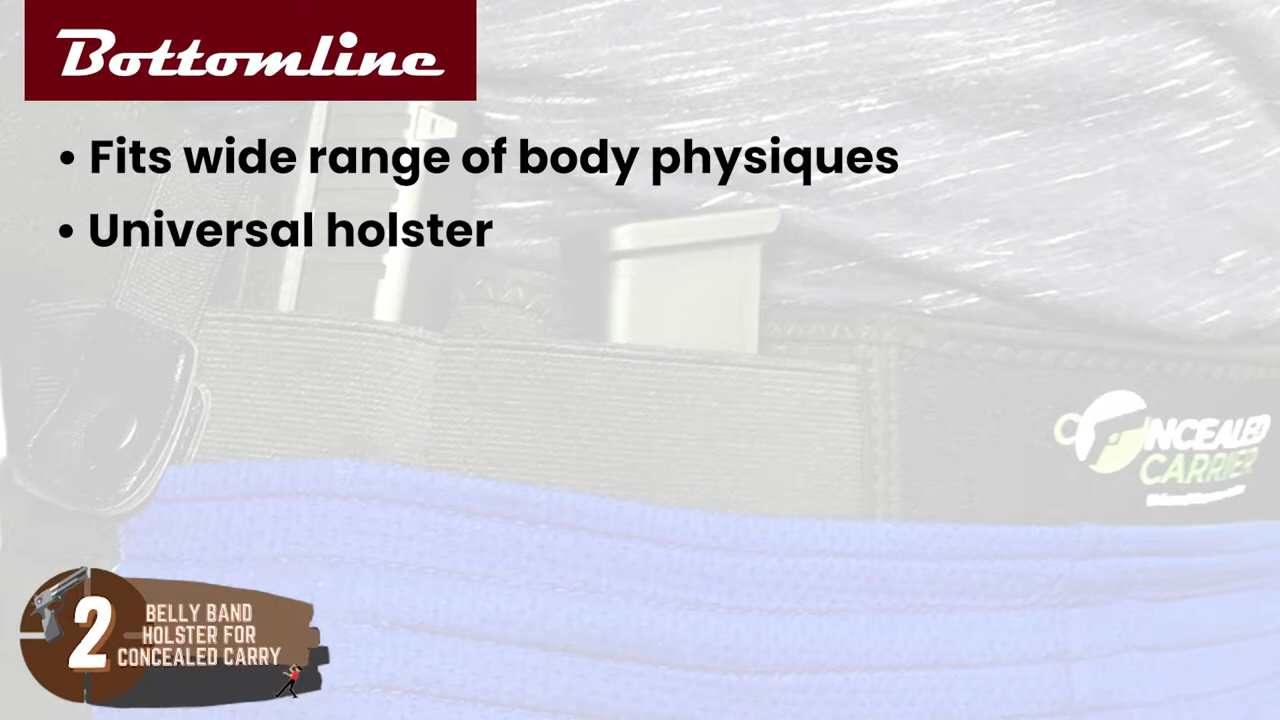 Bottomline
• Fits wide range of body physiques
• Universal holster
CONCEALED
CARRIER
2
BELLY BAND
HOLSTER FOR
CONCEALED CARRY